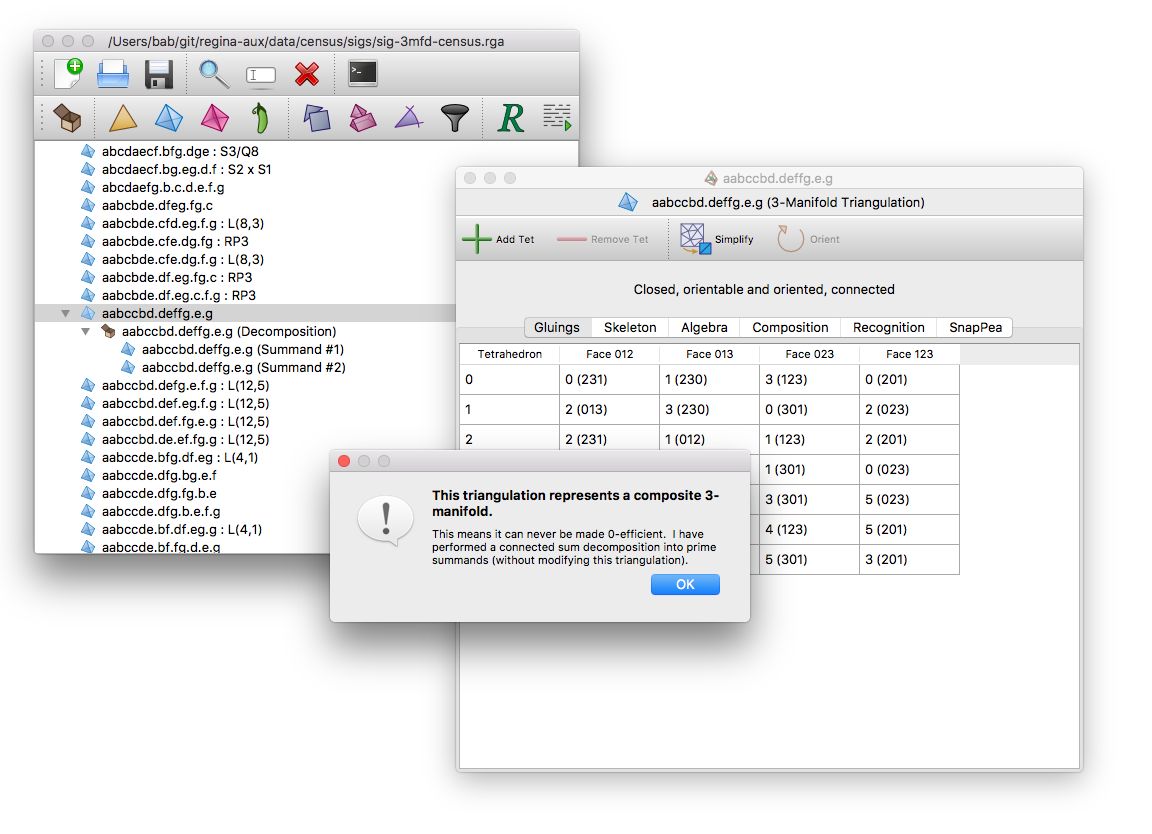 /Users/bab/git/regina-aux/data/census/sigs/sig-3mfd-census.rga
abcdaecf.bfg.dge : S3/Q8
abcdaecf.bg.eg.d.f : S2 x S1
abcdaefg.b.c.d.e.f.g
aabcbde.dfeg.fg.c
aabcbde.cfd.eg.f.g : L(8,3)
aabcbde.cfe.dg.fg : RP3
aabcbde.cfe.dg.f.g : L(8,3)
aabcbde.df.eg.fg.c : RP3
aabcbde.df.eg.c.f.g : RP3
aabccbd.deffg.e.g
aabccbd.deffg.e.g (Decomposition)
aabccbd.deffg.e.g (Summand #1)
aabccbd.deffg.e.g (Summand #2)
aabccbd.defg.e.f.g : L(12,5)
aabccbd.def.eg.f.g : L(12,5)
aabccbd.def.fg.e.g : L(12,5)
aabccbd.de.ef.fg.g : L(12,5)
aabccde.bfg.df.eg : L(4,1)
aabccde.dfg.bg.e.f
aabccde.dfg.fg.b.e
aabccde.dfg.b.e.f.g
aabccde.bf.df.eg.g : L(4,1)
aabccde.bf.fg.d.e.g
R
aabccbd.deffg.e.g
aabccbd.deffg.e.g (3-Manifold Triangulation)
Add Tet Remove Tet Simplify Orient
Closed, orientable and oriented, connected
Gluings Skeleton Algebra Composition Recognition SnapPea
Tetrahedron Face 012 Face 013 Face 023 Face 123
0 0 (231) 1 (230) 3 (123) 0 (201)
1 2 (013) 3 (230) 0 (301) 2 (023)
2 2 (231) 1 (012) 1 (123) 2 (201)
1 (301) 0 (023)
3 (301) 5 (023)
4 (123) 5 (201)
5 (301) 3 (201)
This triangulation represents a composite 3-
manifold.
This means it can never be made 0-efficient. I have
performed a connected sum decomposition into prime
summands (without modifying this triangulation).
OK